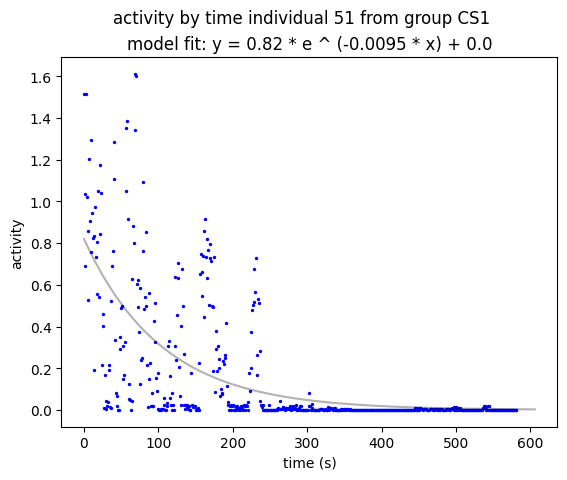 activity by time individual 51 from group CS1
model fit: y = 0.82 * e ^ (-0.0095 * x) + 0.0
1.6
1.4
1.2
1.0
0.8
0.6
0.4
0.2
0.0
activity
0 100 200 300 400 500 600
time (s)